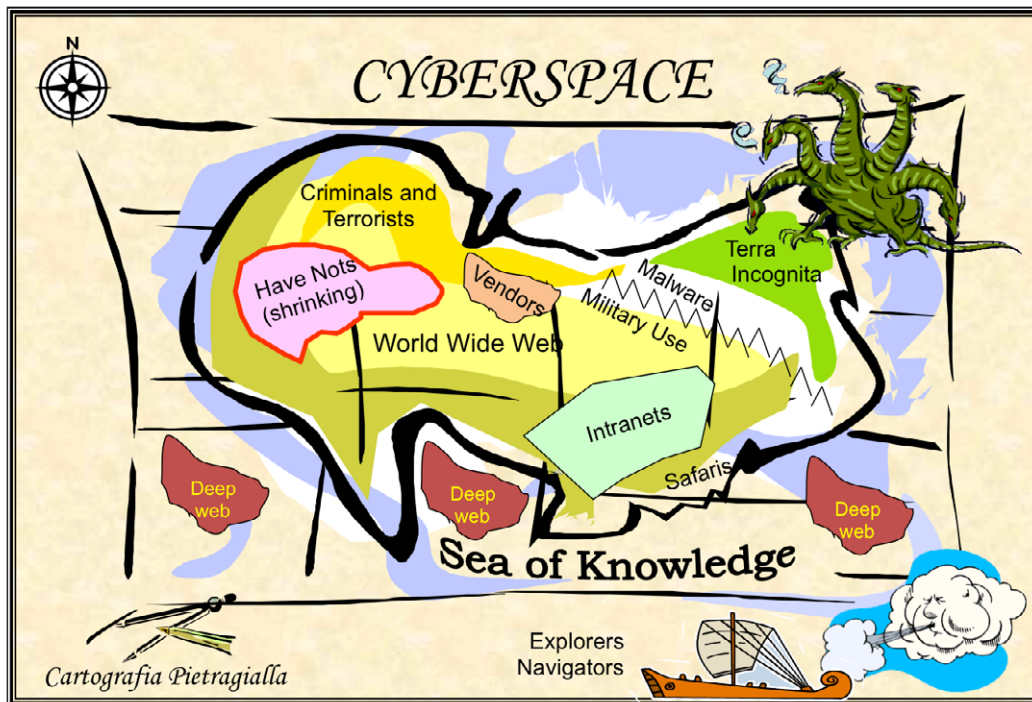 N
CYBERSPACE
Criminals and
Terrorists
Have Nots
(shrinking)
Vendors
Malware
Military Use
Terra
Incognita
World Wide Web
Intranets
Safaris
Deep
web
Deep
web
Deep
web
Sea of Knowledge
Explorers
Navigators
Cartografia Pietragialla